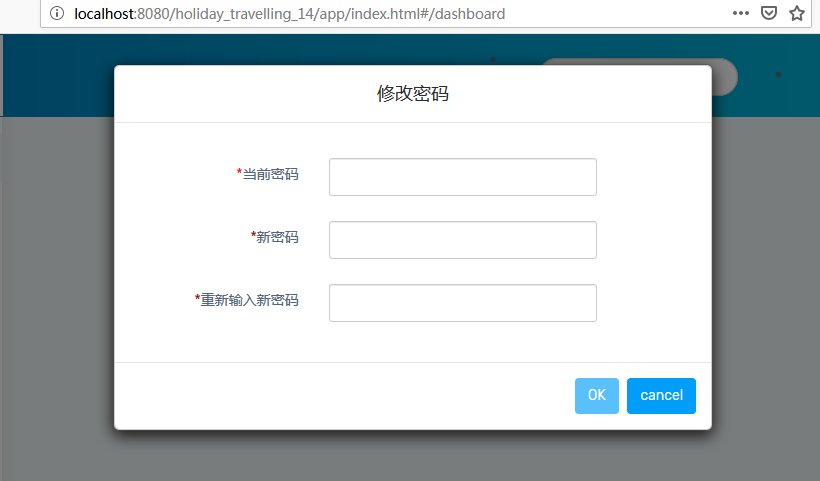 localhost:8080/holiday_travelling_14/app/index.html#/dashboard
修改密码
*当前密码
*新密码
*重新输入新密码
OK cancel